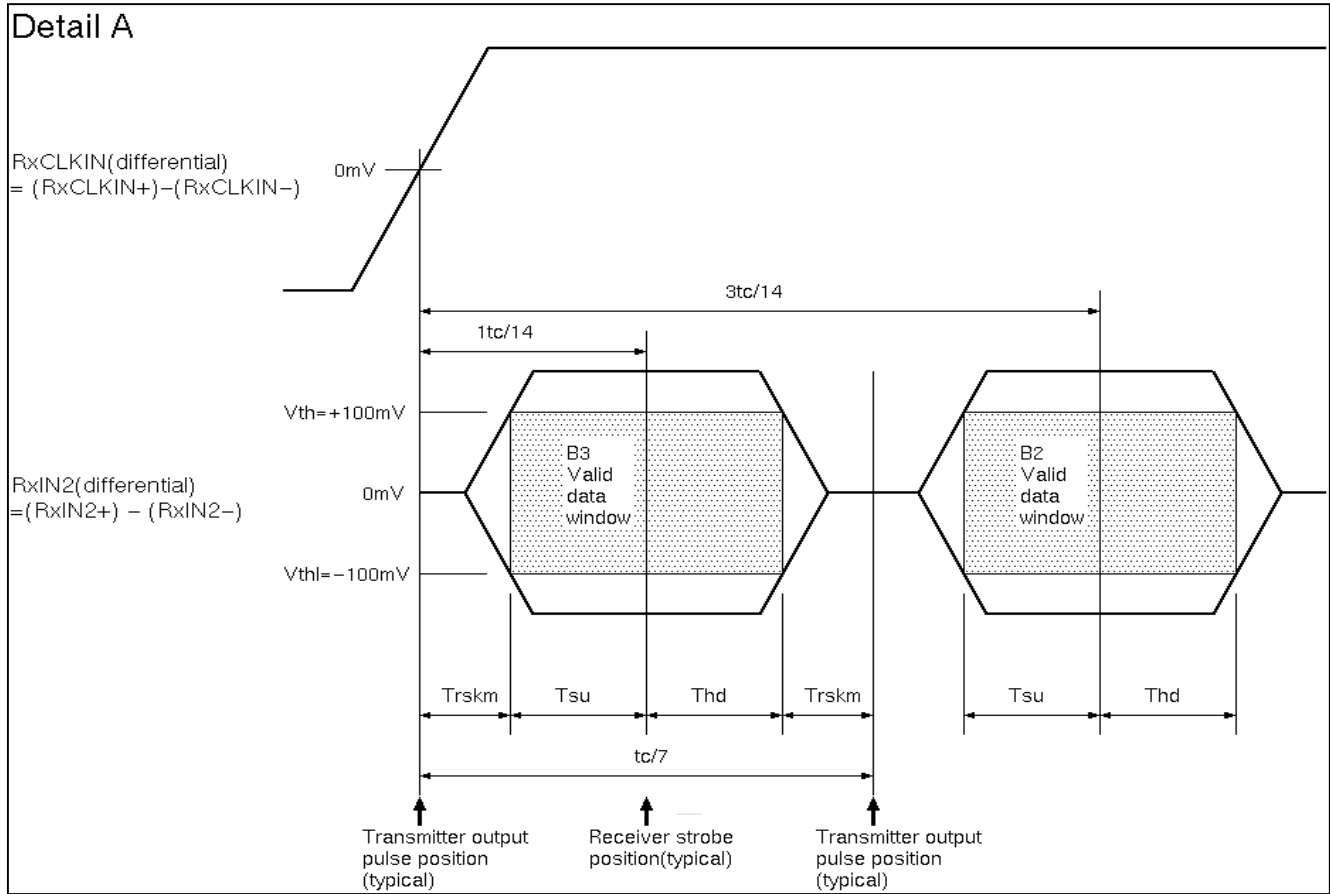 Detail A
RxCLKIN(differential)
= (RxCLKIN+)−(RxCLKIN−)
0mV
3tc/14
1tc/14
Vth=+100mV
B3
Valid
data
window
B2
Valid
data
window
RxIN2(differential)
=(RxIN2+) − (RxIN2−)
0mV
Vthl=−100mV
Trskm
Tsu
Thd
Trskm
Tsu
Thd
tc/7
Transmitter output
pulse position
(typical)
Receiver strobe
position(typical)
Transmitter output
pulse position
(typical)